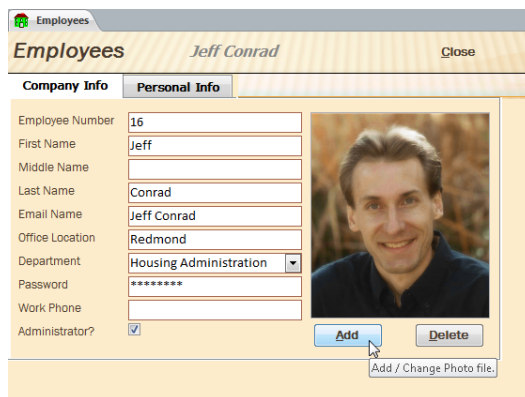 Employees
Employees Jeff Conrad Close
Company Info Personal Info
Employee Number 16
First Name Jeff
Middle Name
Last Name Conrad
Email Name Jeff Conrad
Office Location Redmond
Department Housing Administration
Password ********
Work Phone
Administrator?
Add Delete
Add / Change Photo file.